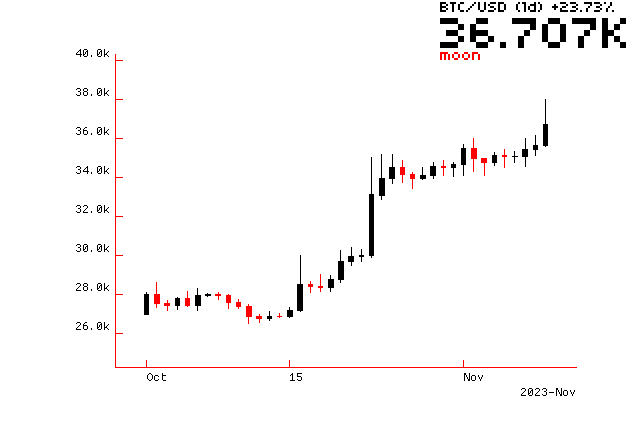 BTC/USD (1d) +23.73%
36.707K
moon
40.0k
38.0k
36.0k
34.0k
32.0k
30.0k
28.0k
26.0k
Oct 15 Nov
2023-Nov